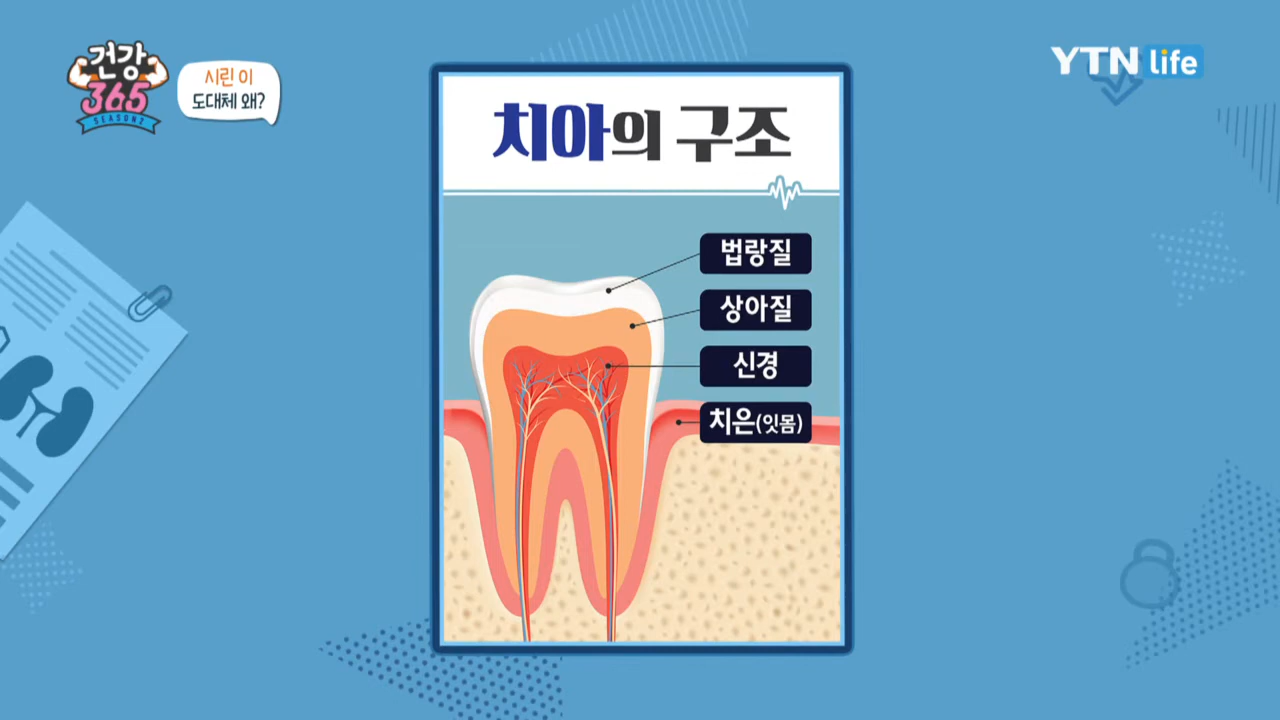 건강
365
SEASON2
시린 이
도대체 왜?
YTN life
치아의 구조
법랑질
상아질
신경
치은(잇몸)